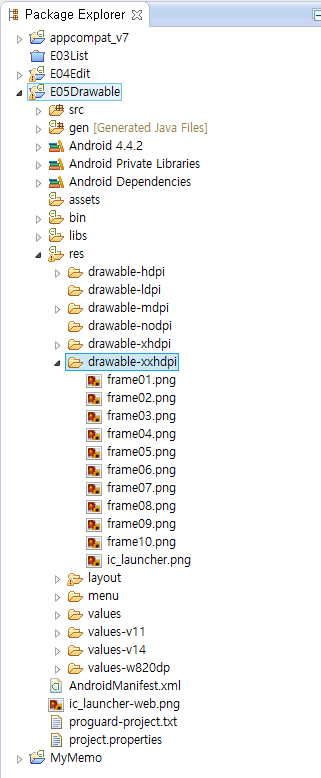 Package Explorer
appcompat_v7
E03List
E04Edit
E05Drawable
src
gen [Generated Java Files]
Android 4.4.2
Android Private Libraries
Android Dependencies
assets
bin
libs
res
drawable-hdpi
drawable-ldpi
drawable-mdpi
drawable-nodpi
drawable-xhdpi
drawable-xxhdpi
frame01.png
frame02.png
frame03.png
frame04.png
frame05.png
frame06.png
frame07.png
frame08.png
frame09.png
frame10.png
ic_launcher.png
layout
menu
values
values-v11
values-v14
values-w820dp
AndroidManifest.xml
ic_launcher-web.png
proguard-project.txt
project.properties
MyMemo